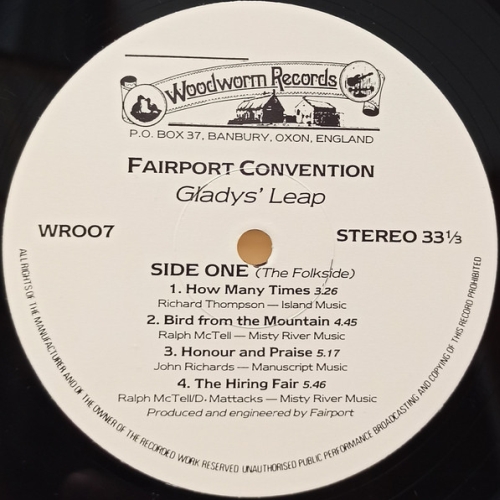 Woodworm Records
P.O. BOX 37, BANBURY, OXON, ENGLAND
FAIRPORT CONVENTION
Gladys' Leap
WR007
STEREO 33⅓
SIDE ONE (The Folkside)
1. How Many Times 3.26
Richard Thompson — Island Music
2. Bird from the Mountain 4.45
Ralph McTell — Misty River Music
3. Honour and Praise 5.17
John Richards — Manuscript Music
4. The Hiring Fair 5.46
Ralph McTell/D. Mattacks — Misty River Music
Produced and engineered by Fairport
ALL RIGHTS OF THE MANUFACTURER AND OF THE OWNER OF THE RECORDED WORK RESERVED UNAUTHORISED PUBLIC PERFORMANCE BROADCASTING AND COPYING OF THIS RECORD PROHIBITED